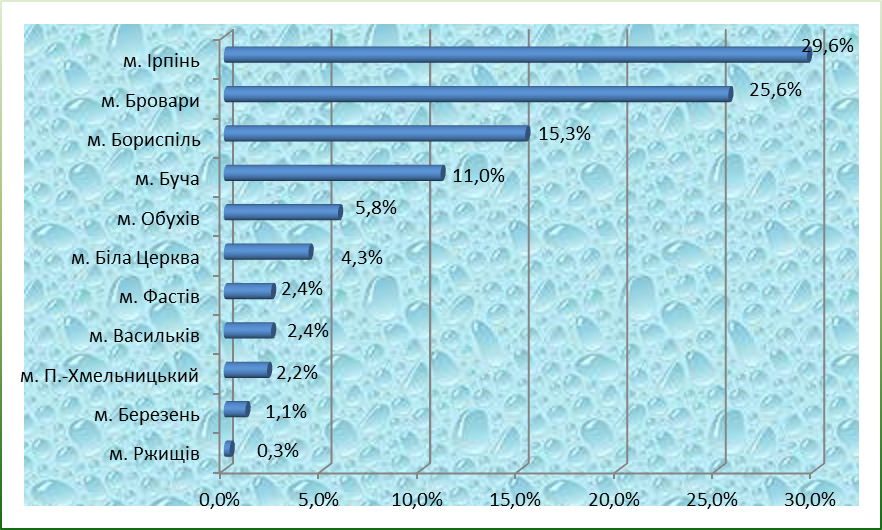 м. Ірпінь 29,6%
м. Бровари 25,6%
м. Бориспіль 15,3%
м. Буча 11,0%
м. Обухів 5,8%
м. Біла Церква 4,3%
м. Фастів 2,4%
м. Васильків 2,4%
м. П.-Хмельницький 2,2%
м. Березень 1,1%
м. Ржищів 0,3%
0,0% 5,0% 10,0% 15,0% 20,0% 25,0% 30,0%